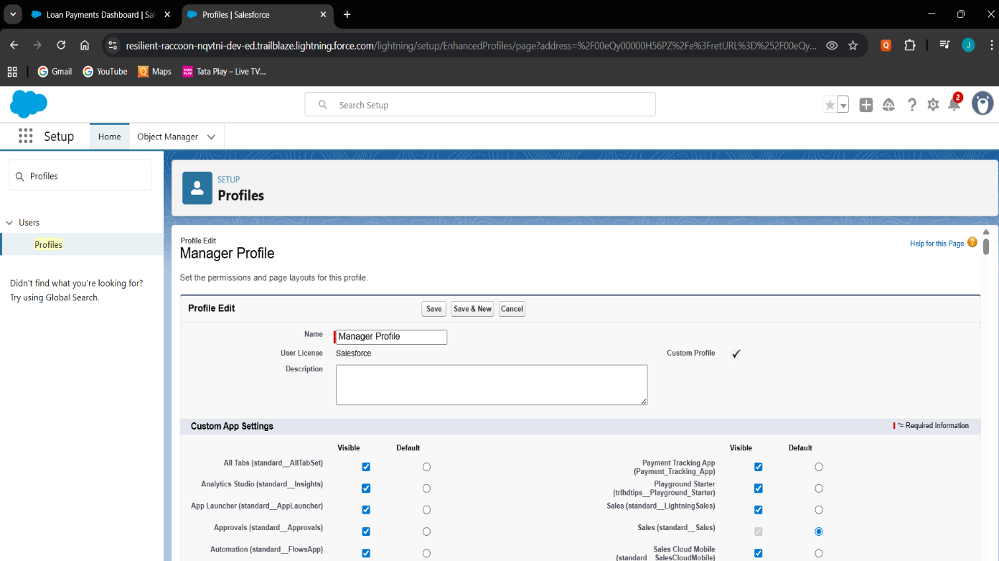 Loan Payments Dashboard | Sal
Profiles | Salesforce
resilient-raccoon-nqvtni-dev-ed.trailblaze.lightning.force.com/lightning/setup/EnhancedProfiles/page?address=%2F00eQy00000H56PZ%2Fe%3FretURL%3D%252F00eQy...
Q
J
Gmail
YouTube
Maps
TATA PLAY
Tata Play – Live TV...
Search Setup
2
Setup
Home
Object Manager
Profiles
SETUP
Profiles
Users
Profiles
Didn't find what you're looking for?
Try using Global Search.
Profile Edit
Manager Profile
Help for this Page
Set the permissions and page layouts for this profile.
Profile Edit
Save
Save & New
Cancel
Name
Manager Profile
User License
Salesforce
Custom Profile
Description
Custom App Settings
= Required Information
Visible
Default
Visible
Default
All Tabs (standard__AllTabSet)
Payment Tracking App
(Payment_Tracking_App)
Analytics Studio (standard__Insights)
Playground Starter
(trlhdtips__Playground_Starter)
App Launcher (standard__AppLauncher)
Sales (standard__LightningSales)
Approvals (standard__Approvals)
Sales (standard__Sales)
Automation (standard__FlowsApp)
Sales Cloud Mobile
(standard__SalesCloudMobile)